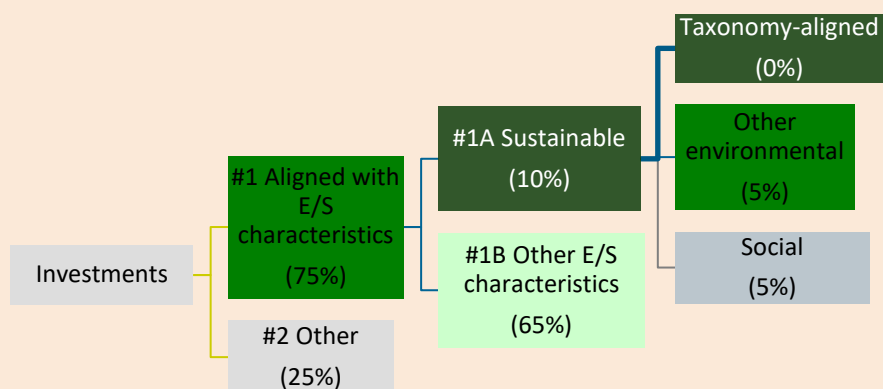 Investments
#1 Aligned with
E/S
characteristics
(75%)
#2 Other
(25%)
#1A Sustainable
(10%)
#1B Other E/S
characteristics
(65%)
Taxonomy-aligned
(0%)
Other
environmental
(5%)
Social
(5%)